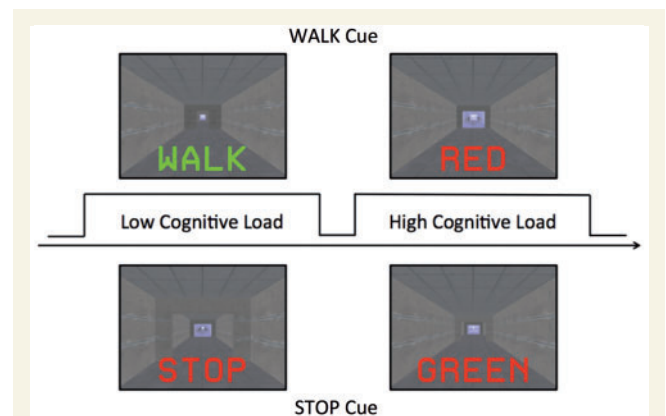 WALK Cue
WALK
RED
Low Cognitive Load
High Cognitive Load
STOP
GREEN
STOP Cue